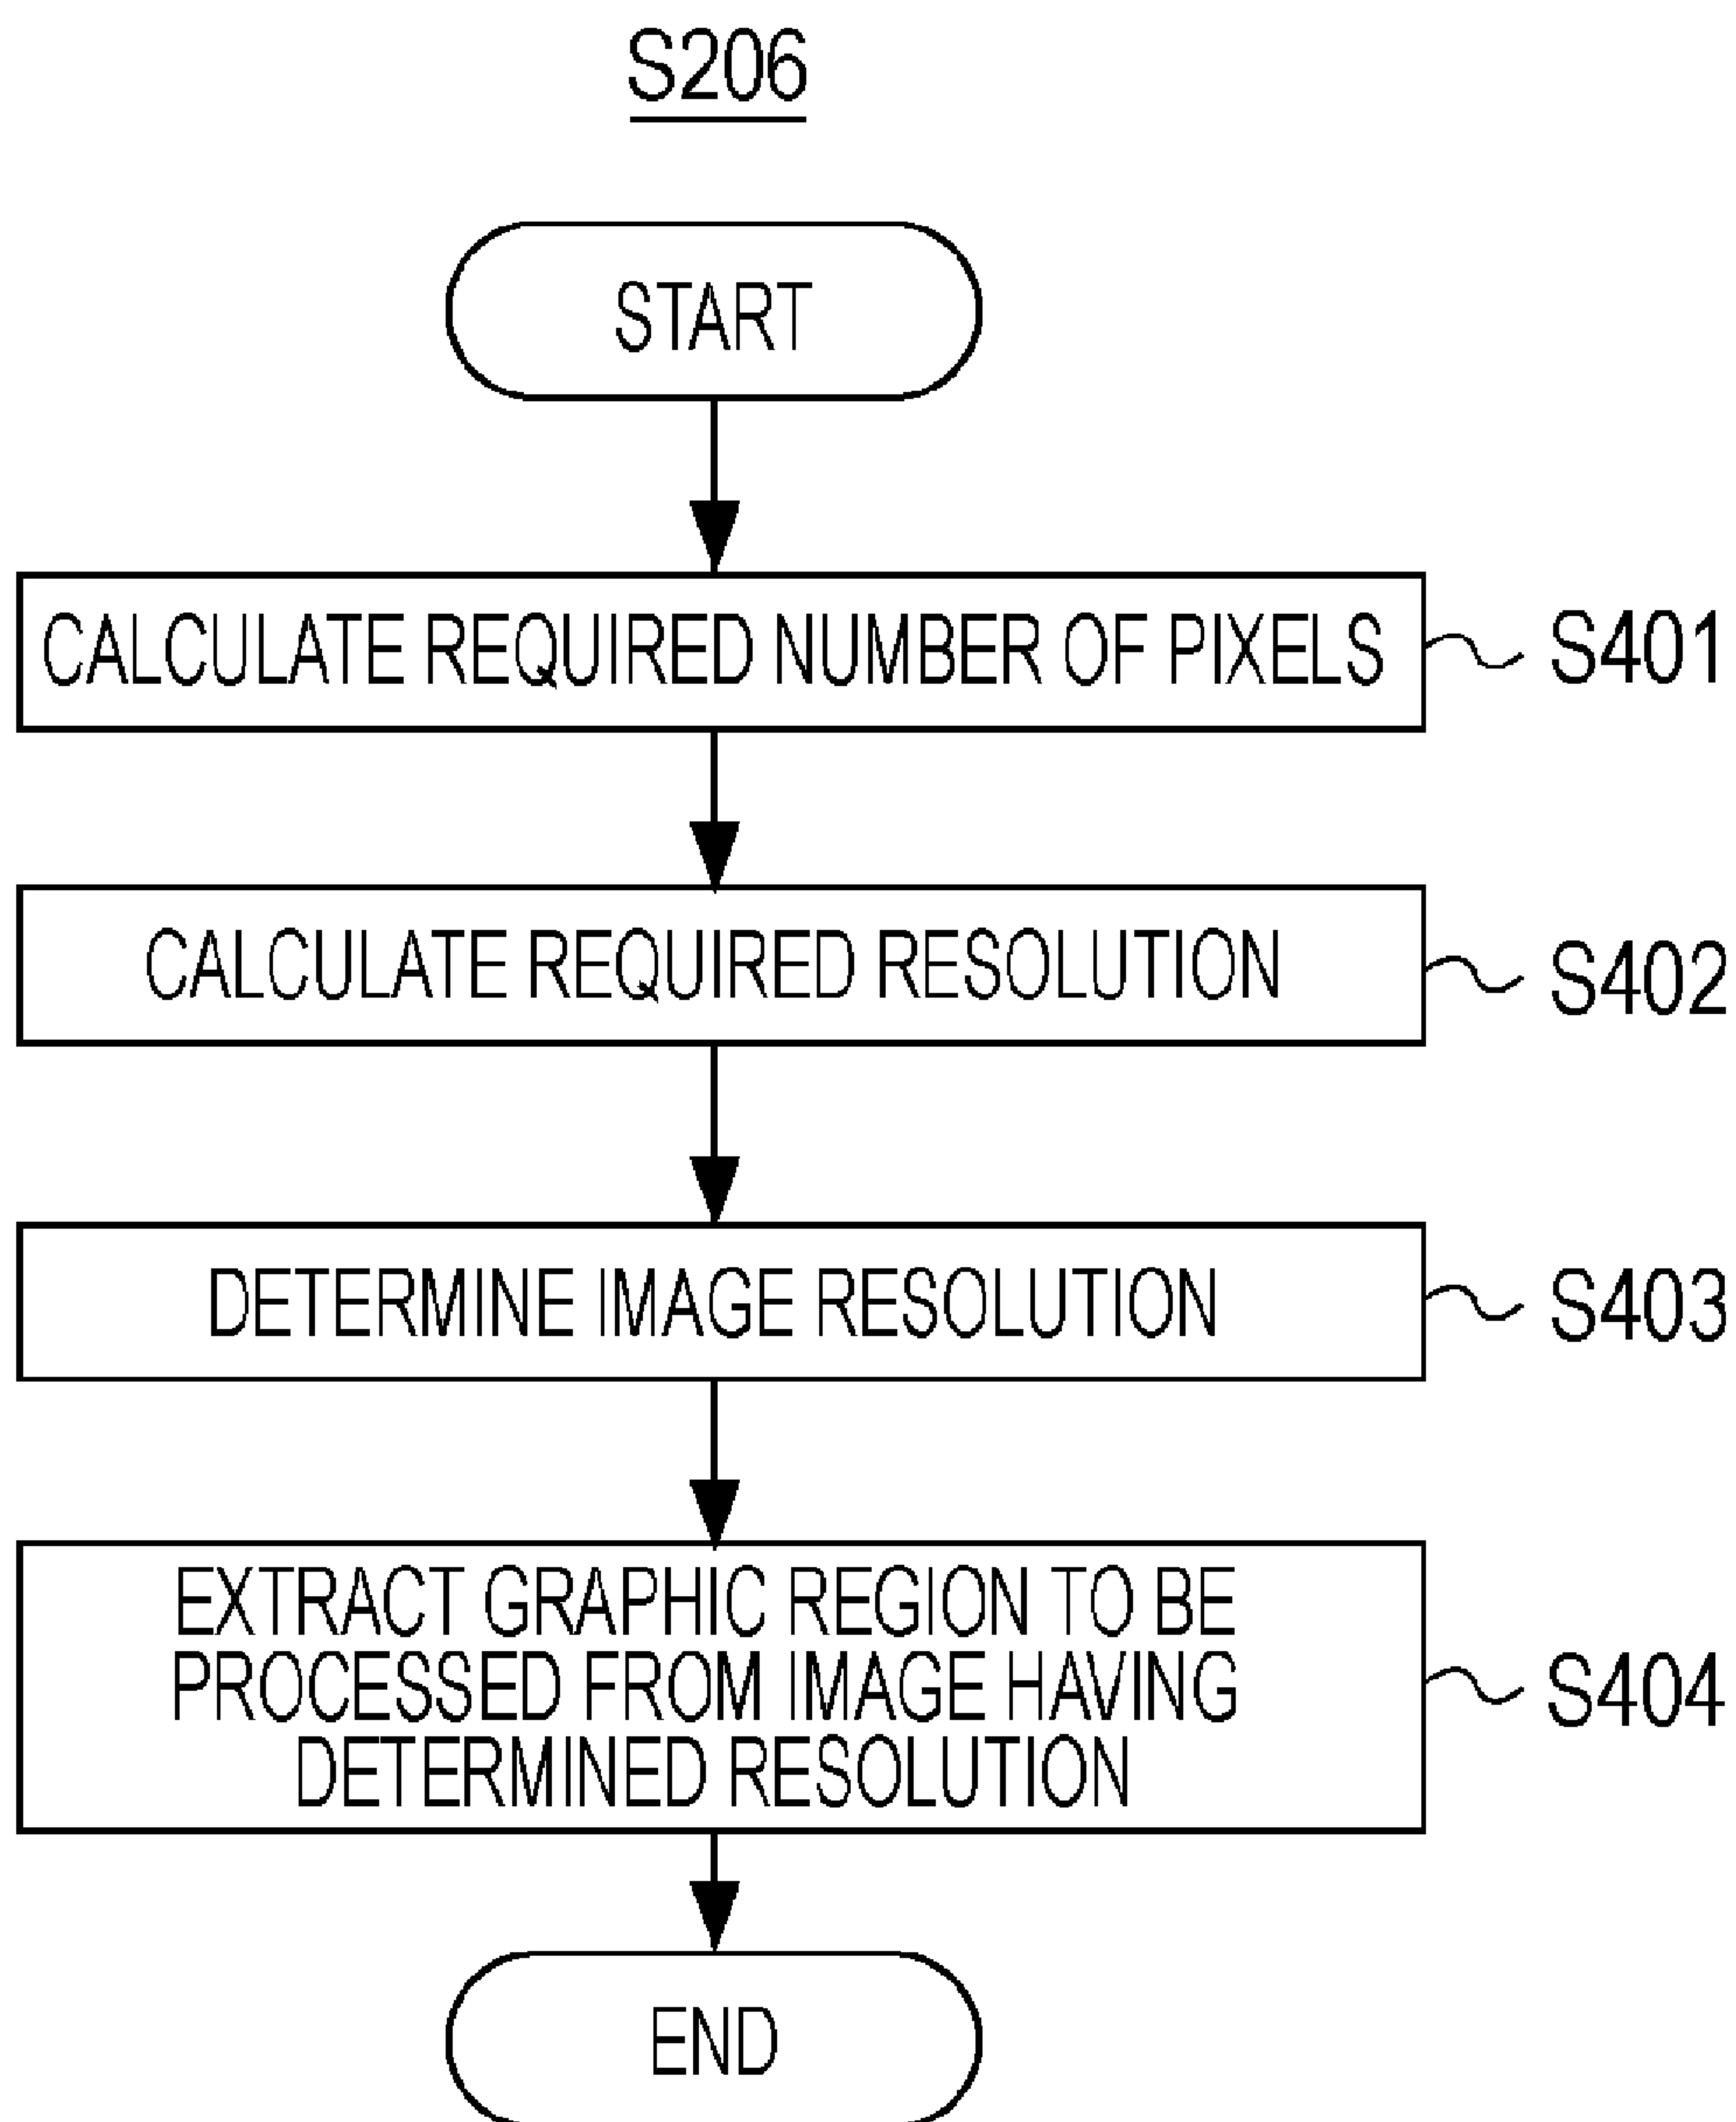 S206
START
CALCULATE REQUIRED NUMBER OF PIXELS
S401
CALCULATE REQUIRED RESOLUTION
S402
DETERMINE IMAGE RESOLUTION
S403
EXTRACT GRAPHIC REGION TO BE
PROCESSED FROM IMAGE HAVING
DETERMINED RESOLUTION
S404
END